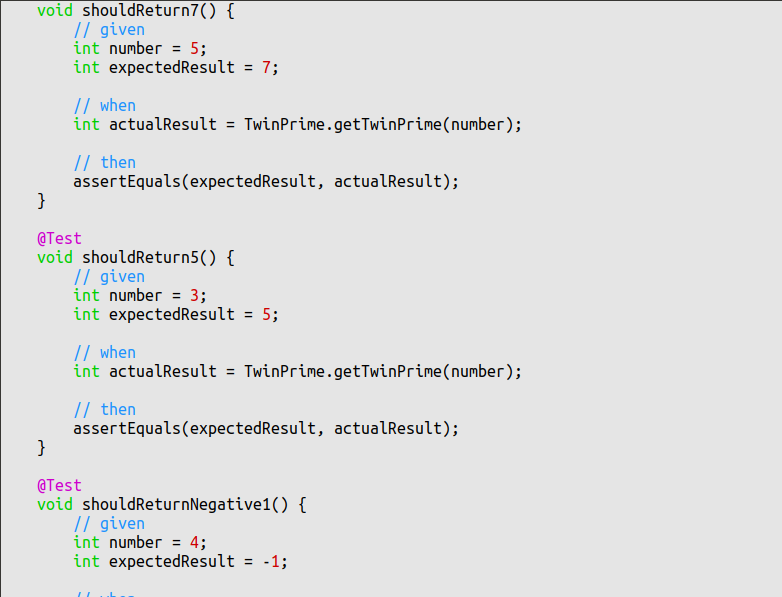 void shouldReturn7() {
// given
int number = 5;
int expectedResult = 7;
// when
int actualResult = TwinPrime.getTwinPrime(number);
// then
assertEquals(expectedResult, actualResult);
}
@Test
void shouldReturn5() {
// given
int number = 3;
int expectedResult = 5;
// when
int actualResult = TwinPrime.getTwinPrime(number);
// then
assertEquals(expectedResult, actualResult);
}
@Test
void shouldReturnNegative1() {
// given
int number = 4;
int expectedResult = -1;
// when